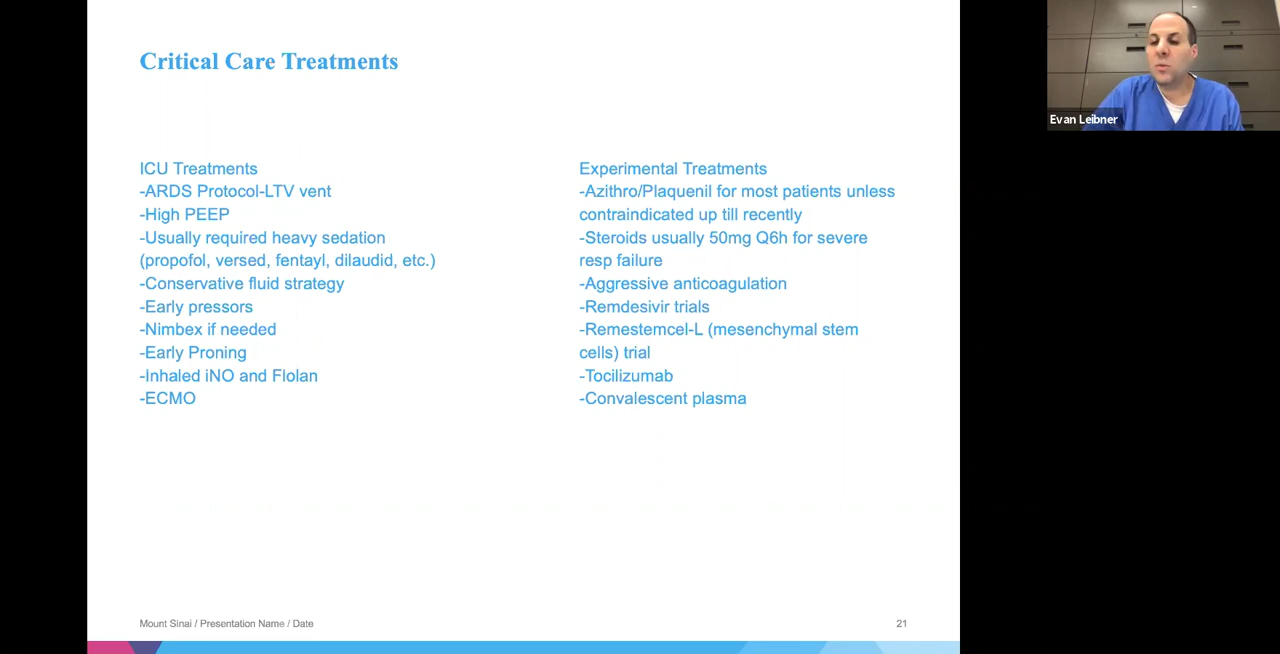 Critical Care Treatments
ICU Treatments
-ARDS Protocol-LTV vent
-High PEEP
-Usually required heavy sedation
(propofol, versed, fentayl, dilaudid, etc.)
-Conservative fluid strategy
-Early pressors
-Nimbex if needed
-Early Proning
-Inhaled iNO and Flolan
-ECMO
Experimental Treatments
-Azithro/Plaquenil for most patients unless
contraindicated up till recently
-Steroids usually 50mg Q6h for severe
resp failure
-Aggressive anticoagulation
-Remdesivir trials
-Remestemcel-L (mesenchymal stem
cells) trial
-Tocilizumab
-Convalescent plasma
Evan Leibner
Mount Sinai / Presentation Name / Date
21